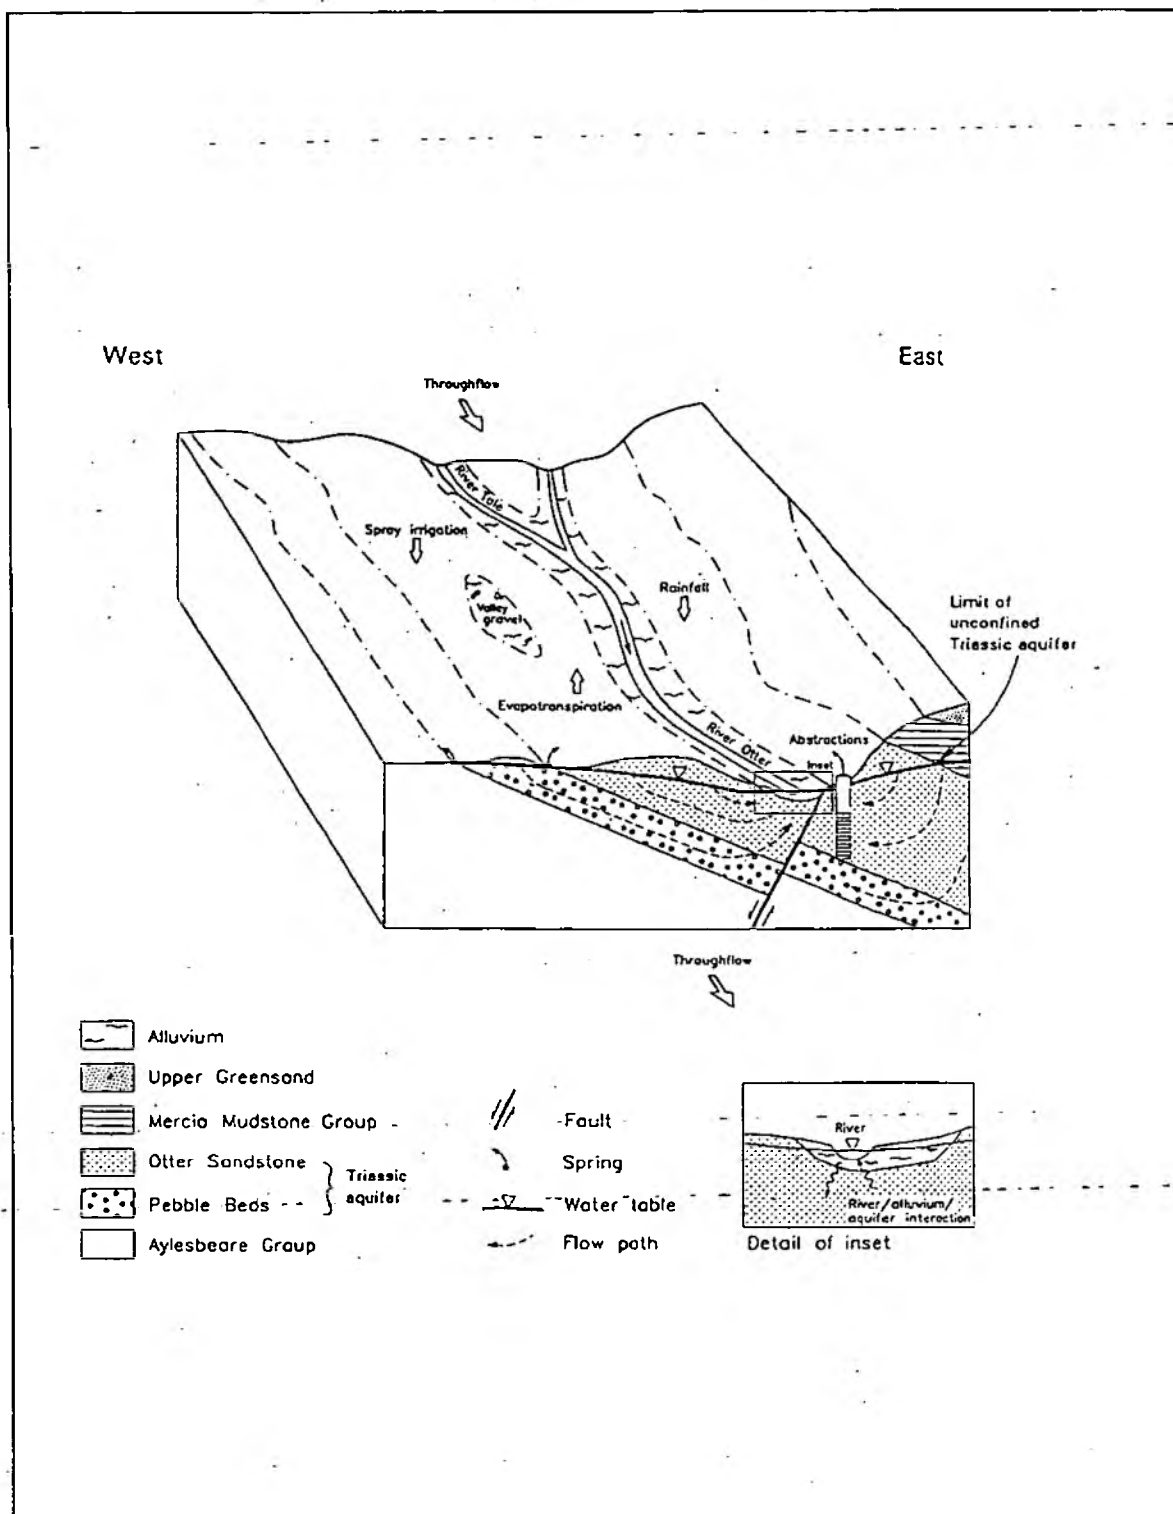 West
East
Throughflow
River Tale
Spray irrigation
Valley
gravel
Rainfall
Limit of
unconfined
Triassic aquifer
Evapotranspiration
River Otter
Abstractions
Inset
Throughflow
Alluvium
Upper Greensand
Mercia Mudstone Group
Otter Sandstone
Pebble Beds
Triassic
aquifer
Aylesbeare Group
Fault
Spring
Water table
Flow path
River
River/alluvium/
aquifer interaction
Detail of inset